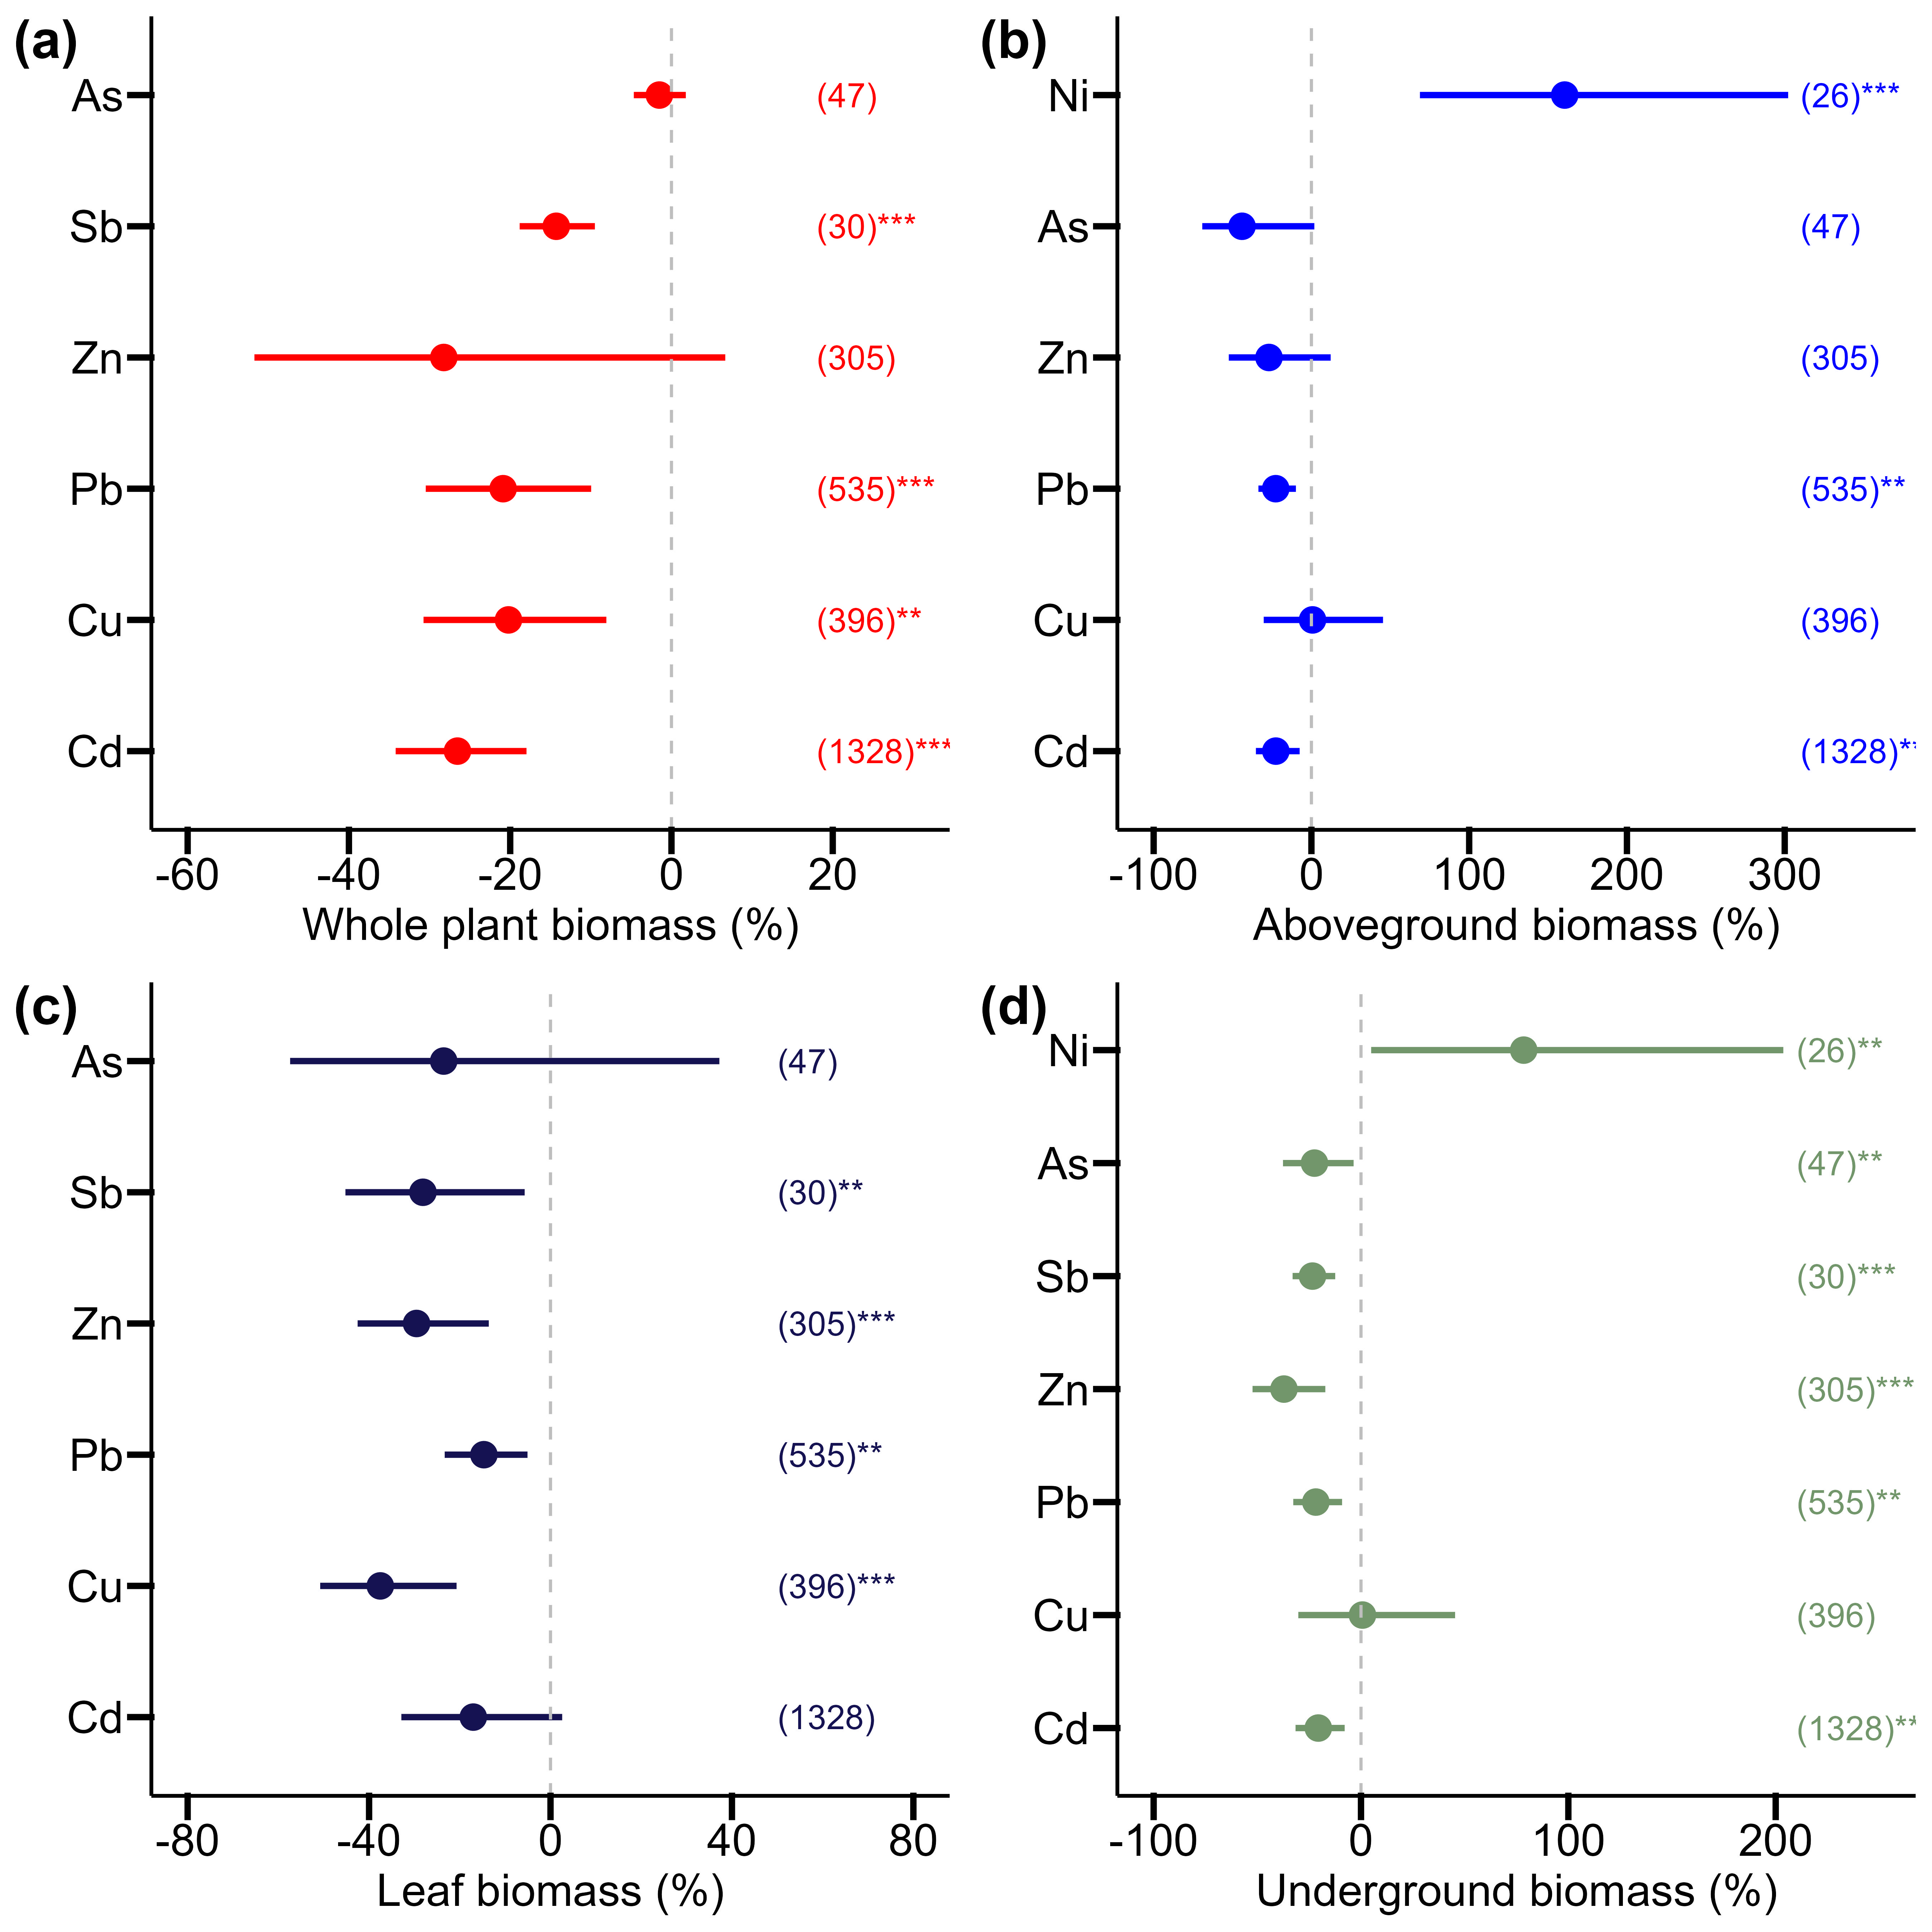 (a)
As (47)
Sb (30)***
Zn (305)
Pb (535)***
Cu (396)**
Cd (1328)***
-60 -40 -20 0 20
Whole plant biomass (%)
(b)
Ni (26)***
As (47)
Zn (305)
Pb (535)**
Cu (396)
Cd (1328)**
-100 0 100 200 300
Aboveground biomass (%)
(c)
As (47)
Sb (30)**
Zn (305)***
Pb (535)**
Cu (396)***
Cd (1328)
-80 -40 0 40 80
Leaf biomass (%)
(d)
Ni (26)**
As (47)**
Sb (30)***
Zn (305)***
Pb (535)**
Cu (396)
Cd (1328)**
-100 0 100 200
Underground biomass (%)